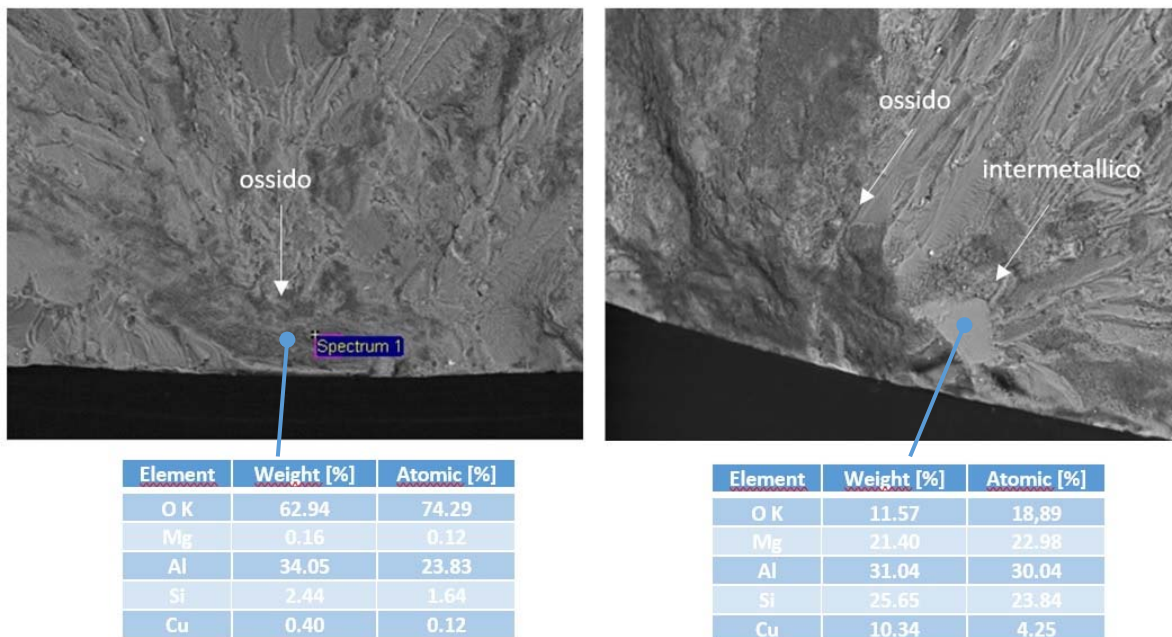 ossido
Spectrum 1
ossido
intermetallico
Element Weight [%] Atomic [%]
O K 62.94 74.29
Mg 0.16 0.12
Al 34.05 23.83
Si 2.44 1.64
Cu 0.40 0.12
Element Weight [%] Atomic [%]
O K 11.57 18,89
Mg 21.40 22.98
Al 31.04 30.04
Si 25.65 23.84
Cu 10.34 4.25